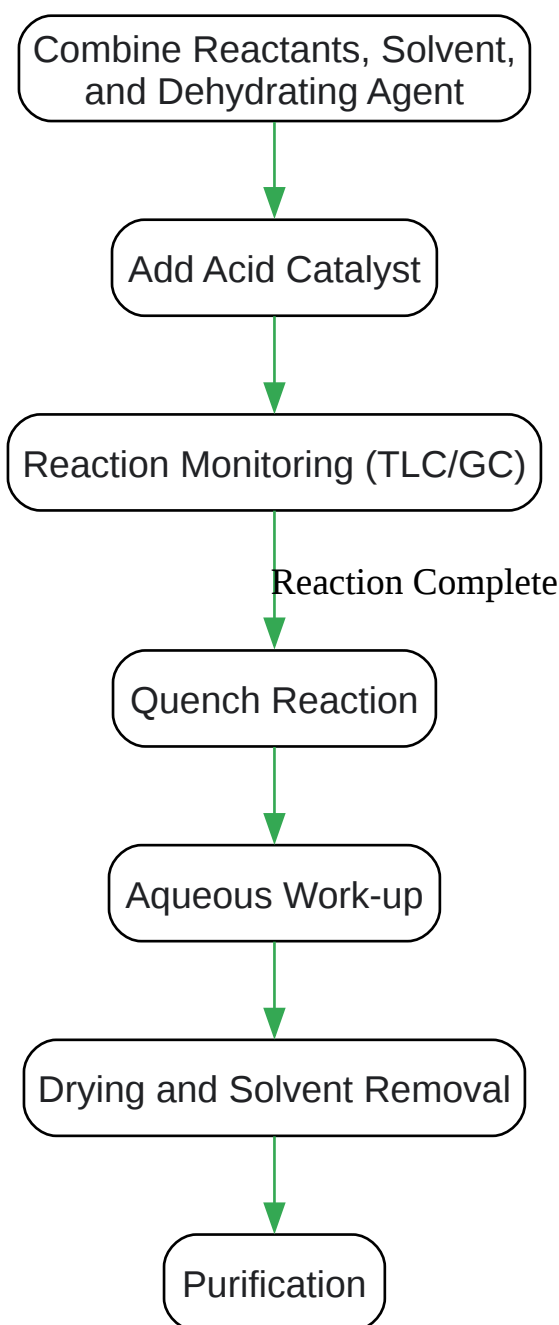 Combine Reactants, Solvent,
and Dehydrating Agent
Add Acid Catalyst
Reaction Monitoring (TLC/GC)
Reaction Complete
Quench Reaction
Aqueous Work-up
Drying and Solvent Removal
Purification